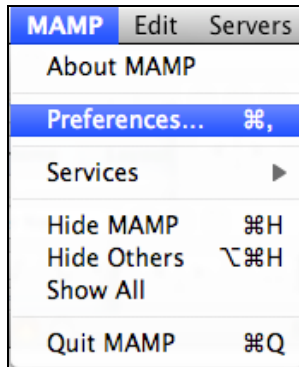 MAMP Edit Servers
About MAMP
Preferences... ⌘,
Services ▶
Hide MAMP ⌘H
Hide Others ⌥⌘H
Show All
Quit MAMP ⌘Q